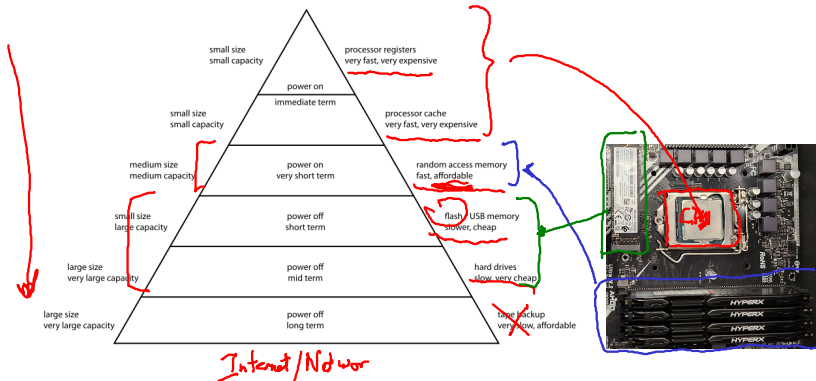 small size
small capacity
processor registers
very fast, very expensive
power on
immediate term
small size
small capacity
processor cache
very fast, very expensive
medium size
medium capacity
power on
very short term
random access memory
fast, affordable
small size
large capacity
power off
short term
flash / USB memory
slower, cheap
large size
very large capacity
power off
mid term
hard drives
slow, very cheap
large size
very large capacity
power off
long term
tape backup
very slow, affordable
Internet/Networ
CPU
HYPERX
HYPERX
HYPERX
HYPERX
RoHS